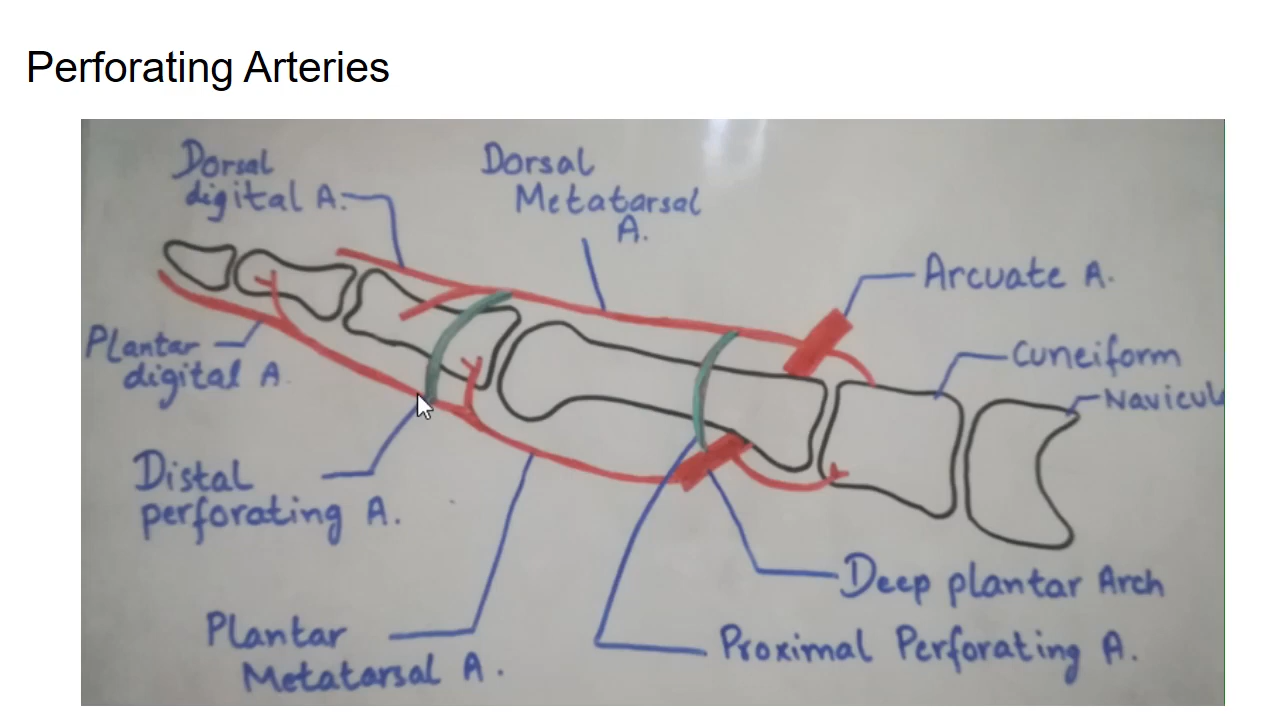 Perforating Arteries
Dorsal
digital A.
Dorsal
Metatarsal
A.
Arcuate A.
Cuneiform
Navicul
Plantar
digital A.
Distal
perforating A.
Deep plantar Arch
Plantar
Metatarsal A.
Proximal Perforating A.